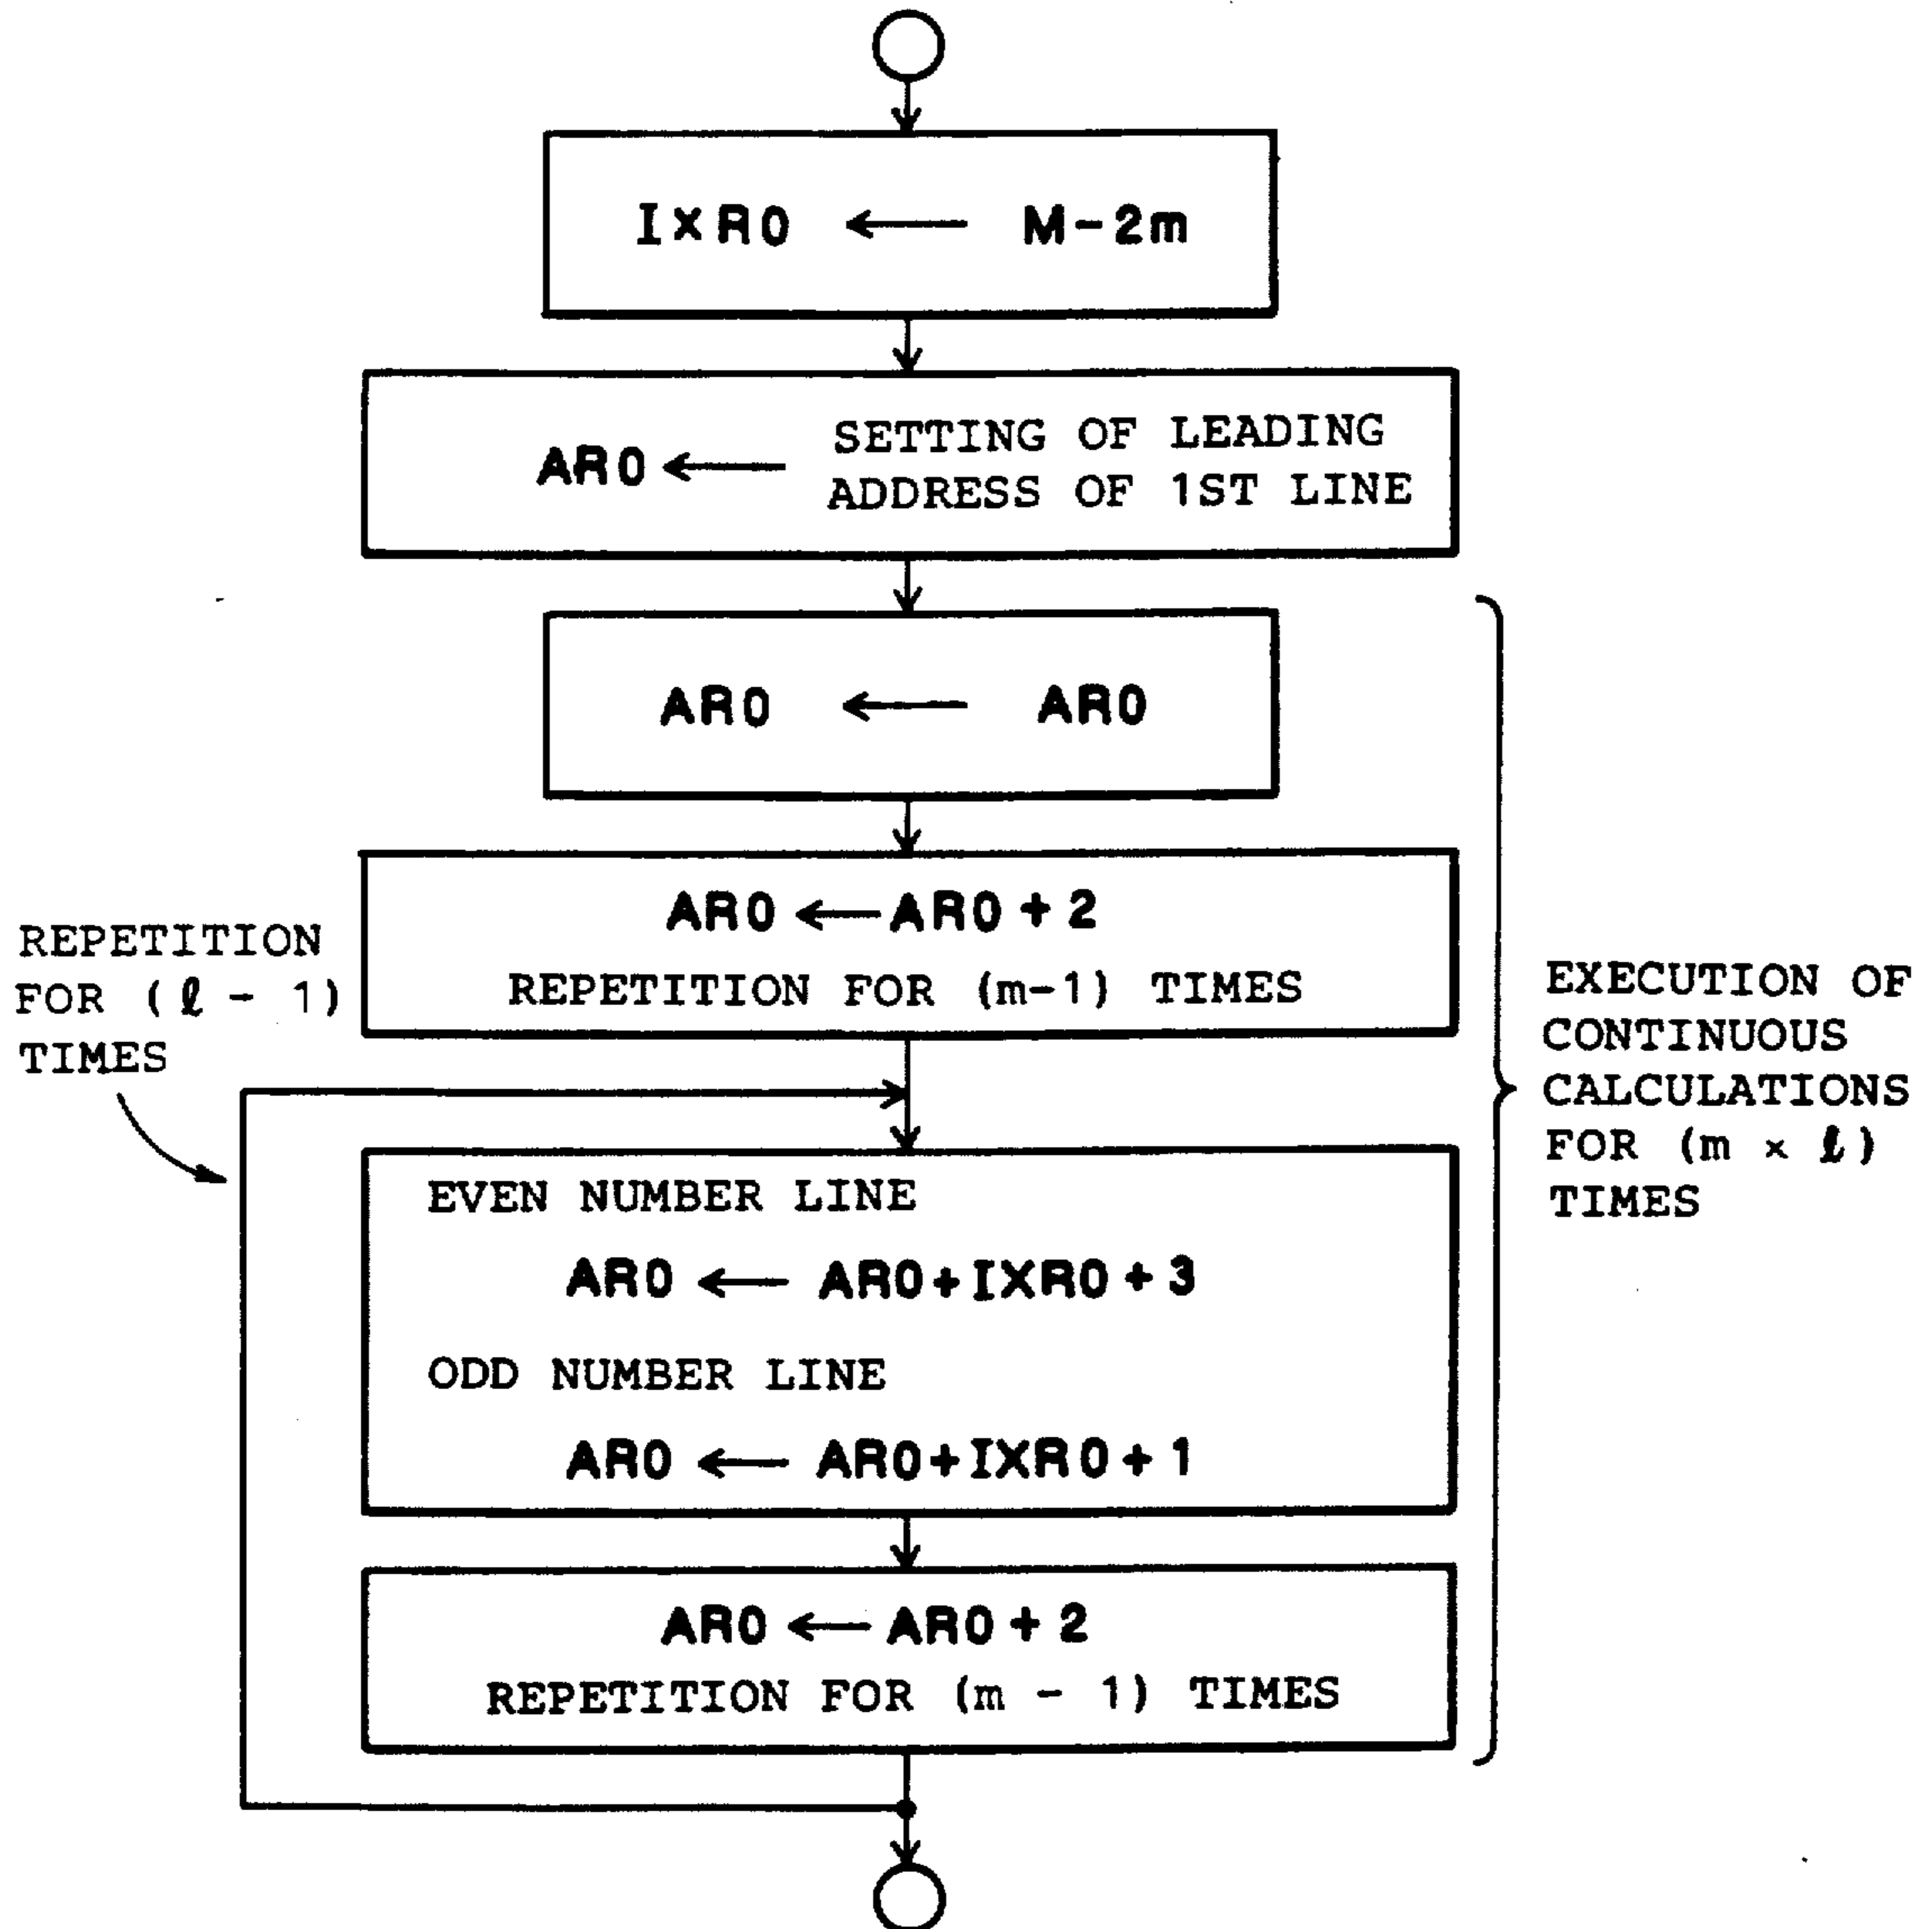 IXR0 ← M-2m
AR0 ← SETTING OF LEADING
ADDRESS OF 1ST LINE
AR0 ← AR0
AR0 ← AR0+2
REPETITION FOR (m-1) TIMES
REPETITION
FOR (ℓ - 1)
TIMES
EVEN NUMBER LINE
AR0 ← AR0+IXR0+3
ODD NUMBER LINE
AR0 ← AR0+IXR0+1
AR0 ← AR0+2
REPETITION FOR (m - 1) TIMES
EXECUTION OF
CONTINUOUS
CALCULATIONS
FOR (m × ℓ)
TIMES